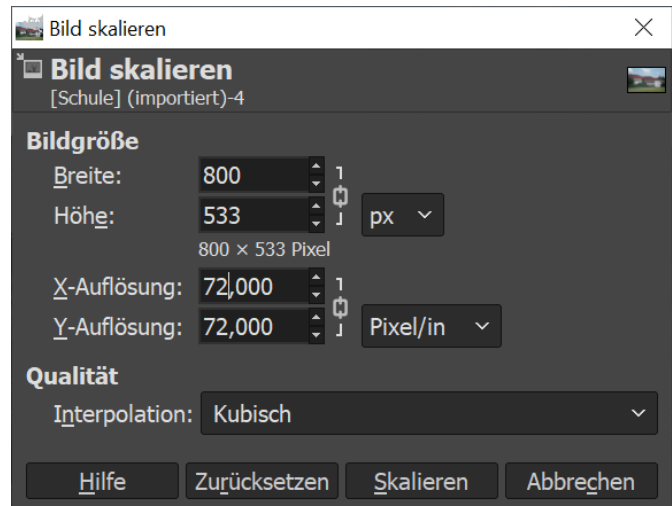 Bild skalieren
Bild skalieren
[Schule] (importiert)-4
Bildgröße
Breite: 800
Höhe: 533 px
800 × 533 Pixel
X-Auflösung: 72,000
Y-Auflösung: 72,000 Pixel/in
Qualität
Interpolation: Kubisch
Hilfe Zurücksetzen Skalieren Abbrechen